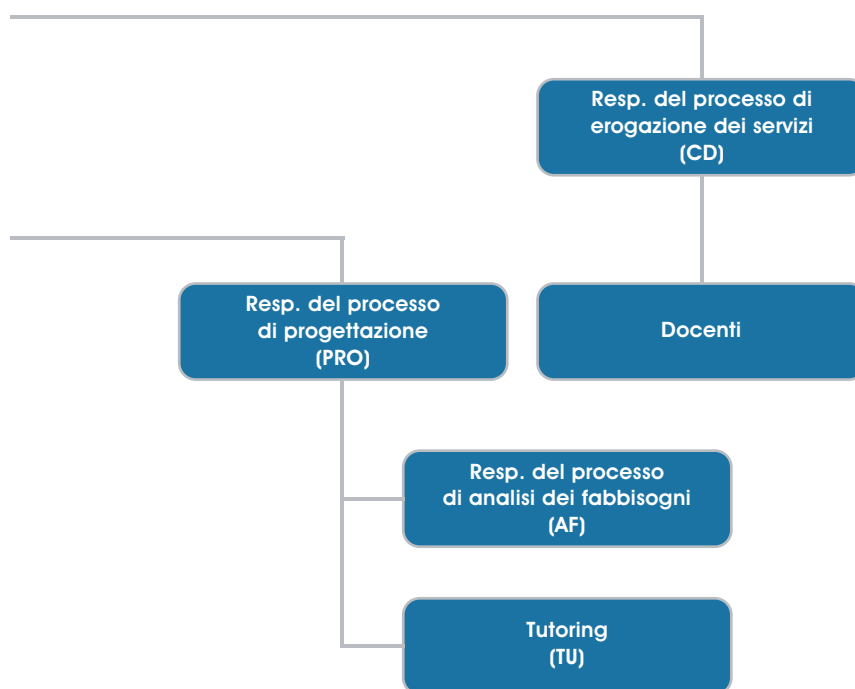 Resp. del processo di
erogazione dei servizi
(CD)
Resp. del processo
di progettazione
(PRO)
Docenti
Resp. del processo
di analisi dei fabbisogni
(AF)
Tutoring
(TU)